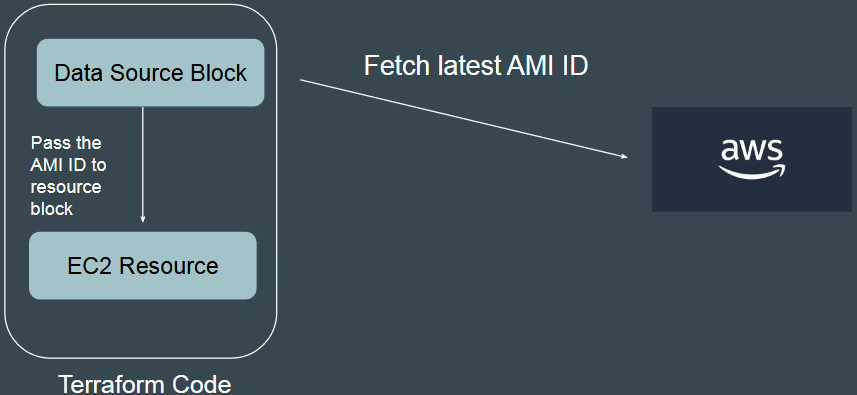 Data Source Block
Fetch latest AMI ID
Pass the
AMI ID to
resource
block
aws
EC2 Resource
Terraform Code